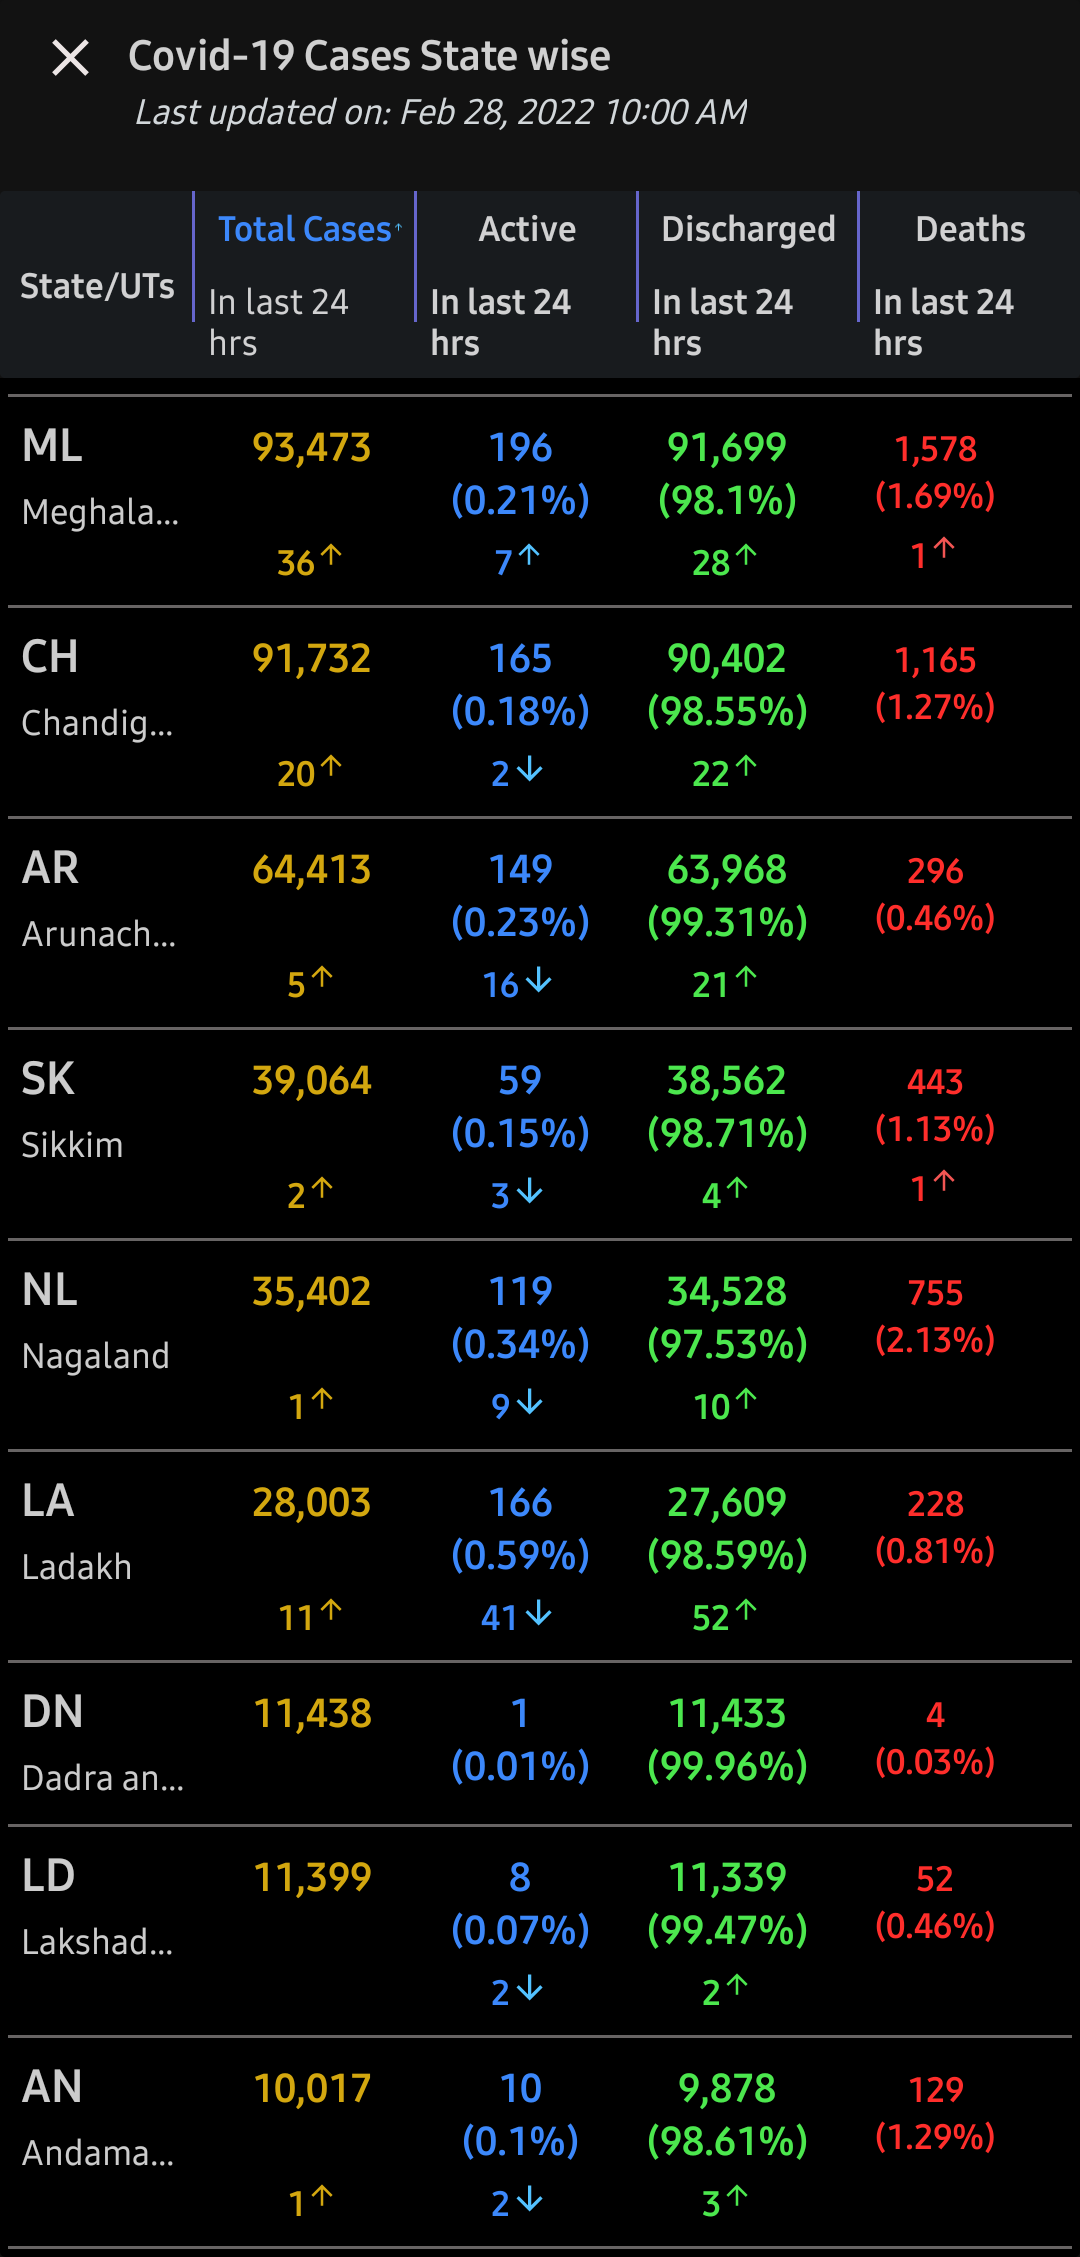 Covid-19 Cases State wise
Last updated on: Feb 28, 2022 10:00 AM
State/UTs Total Cases↑ Active Discharged Deaths
In last 24 hrs In last 24 hrs In last 24 hrs In last 24 hrs
ML 93,473 196 91,699 1,578
Meghala... (0.21%) (98.1%) (1.69%)
36↑ 7↑ 28↑ 1↑
CH 91,732 165 90,402 1,165
Chandig... (0.18%) (98.55%) (1.27%)
20↑ 2↓ 22↑
AR 64,413 149 63,968 296
Arunach... (0.23%) (99.31%) (0.46%)
5↑ 16↓ 21↑
SK 39,064 59 38,562 443
Sikkim (0.15%) (98.71%) (1.13%)
2↑ 3↓ 4↑ 1↑
NL 35,402 119 34,528 755
Nagaland (0.34%) (97.53%) (2.13%)
1↑ 9↓ 10↑
LA 28,003 166 27,609 228
Ladakh (0.59%) (98.59%) (0.81%)
11↑ 41↓ 52↑
DN 11,438 1 11,433 4
Dadra an... (0.01%) (99.96%) (0.03%)
LD 11,399 8 11,339 52
Lakshad... (0.07%) (99.47%) (0.46%)
2↓ 2↑
AN 10,017 10 9,878 129
Andama... (0.1%) (98.61%) (1.29%)
1↑ 2↓ 3↑